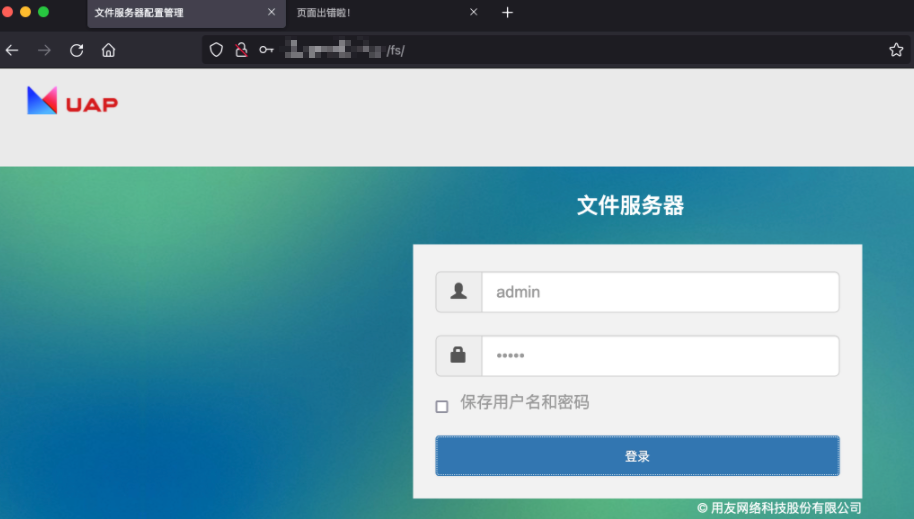 文件服务器配置管理
页面出错啦！
/fs/
UAP
文件服务器
admin
•••••
保存用户名和密码
登录
© 用友网络科技股份有限公司